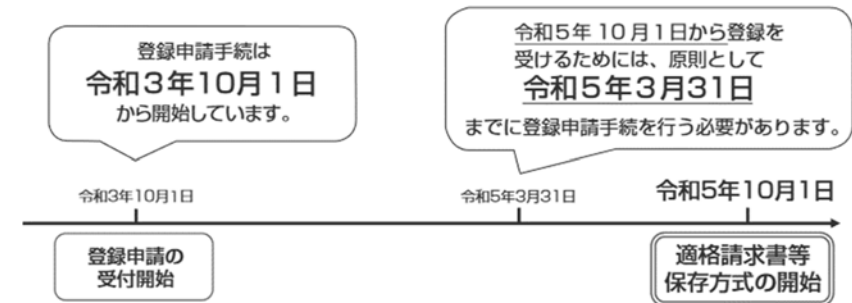 登録申請手続は
令和3年10月1日
から開始しています。
令和5年10月1日から登録を
受けるためには、原則として
令和5年3月31日
までに登録申請手続を行う必要があります。
令和3年10月1日
令和5年3月31日
令和5年10月1日
登録申請の
受付開始
適格請求書等
保存方式の開始